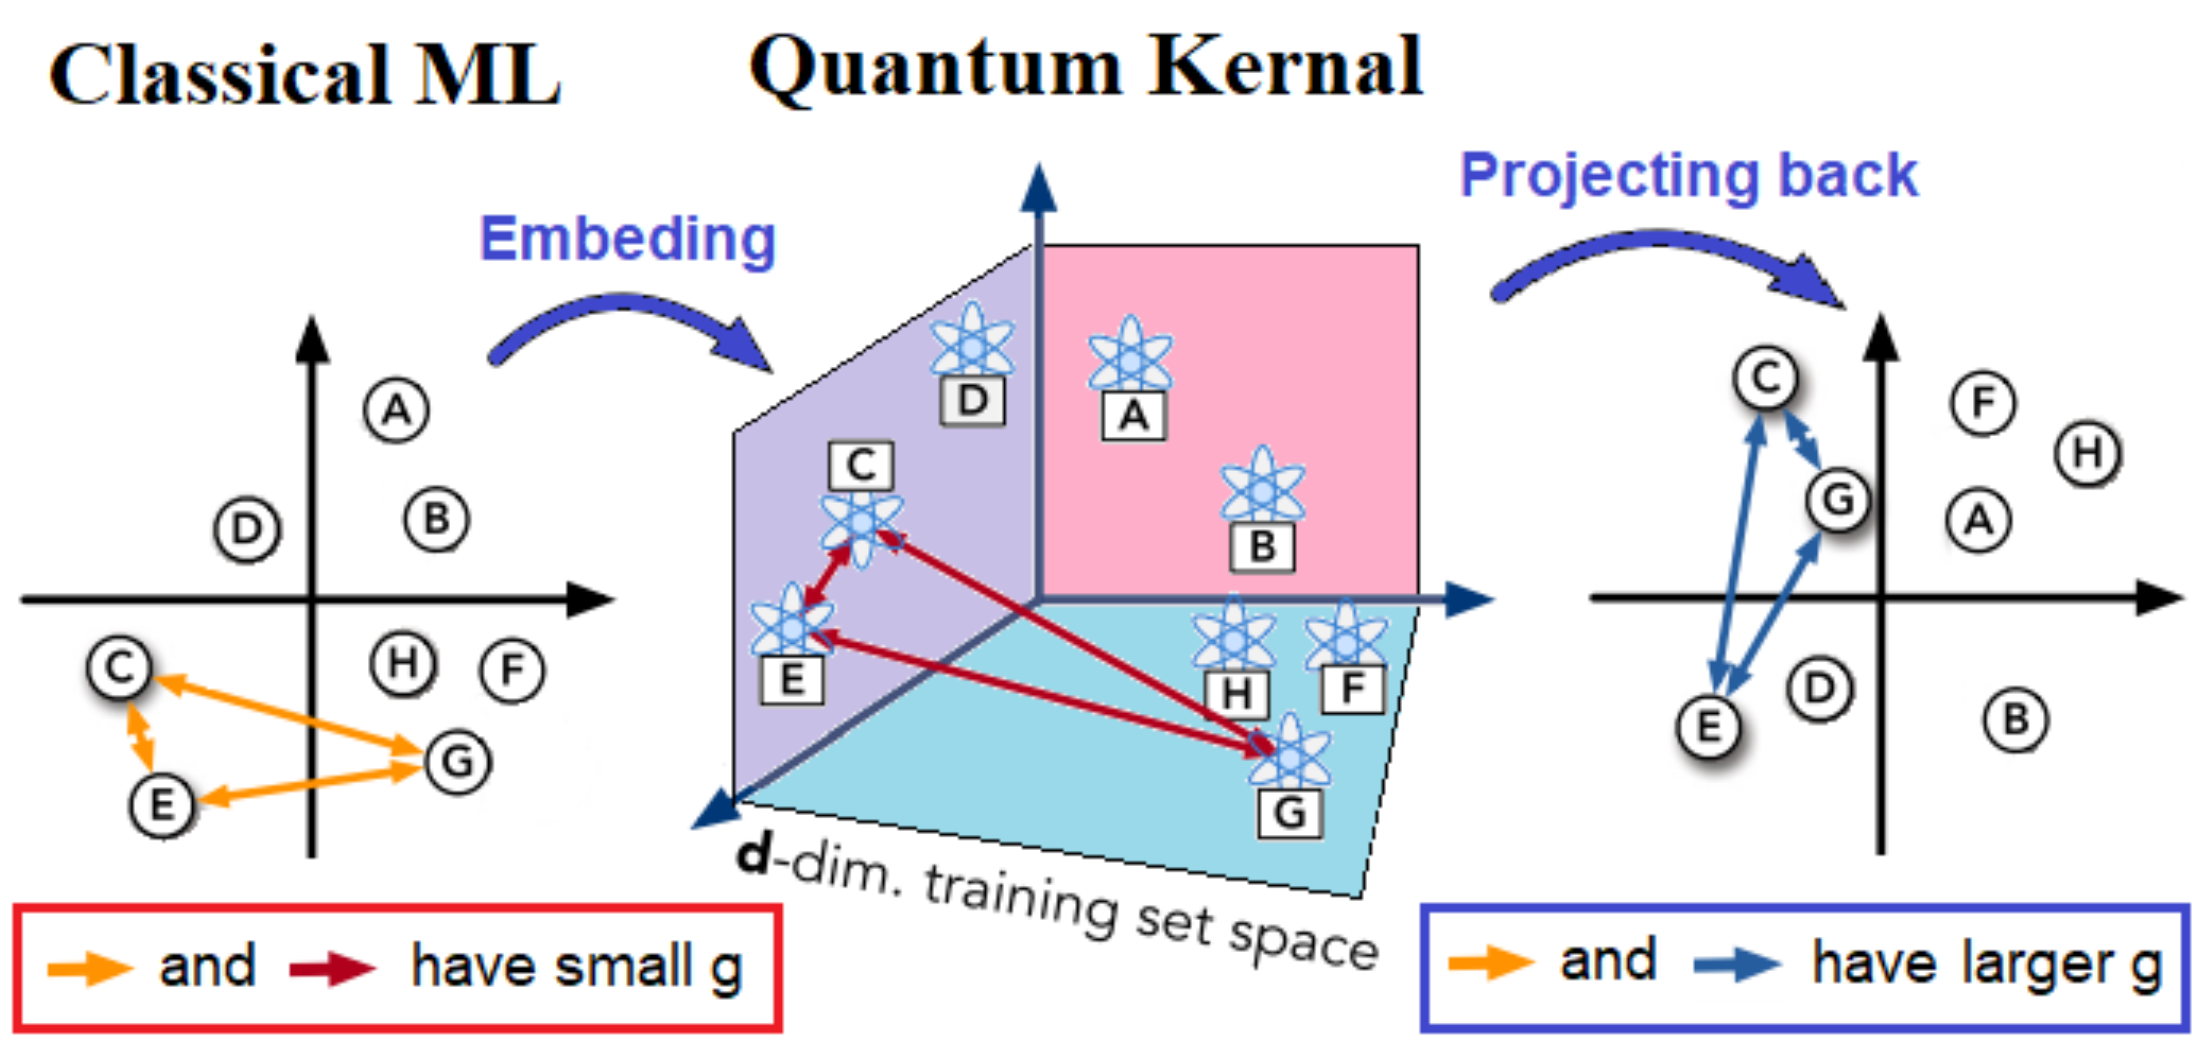 Classical ML
Quantum Kernal
Embeding
Projecting back
A
D
B
C
H
F
G
E
D
A
C
B
E
H
F
G
d-dim. training set space
C
F
H
G
A
D
E
B
and have small g
and have larger g